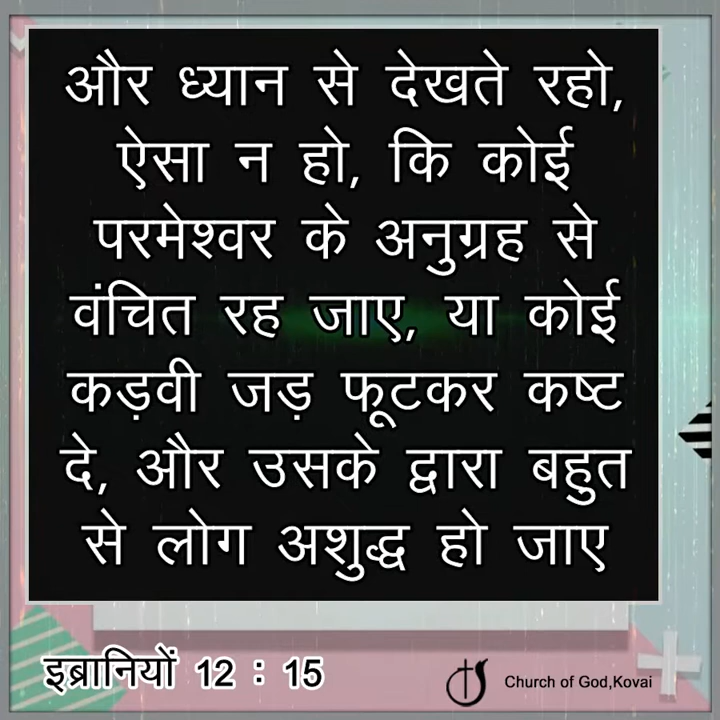 और ध्यान से देखते रहो,
ऐसा न हो, कि कोई
परमेश्वर के अनुग्रह से
वंचित रह जाए, या कोई
कड़वी जड़ फूटकर कष्ट
दे, और उसके द्वारा बहुत
से लोग अशुद्ध हो जाए
इब्रानियों 12 : 15
Church of God,Kovai